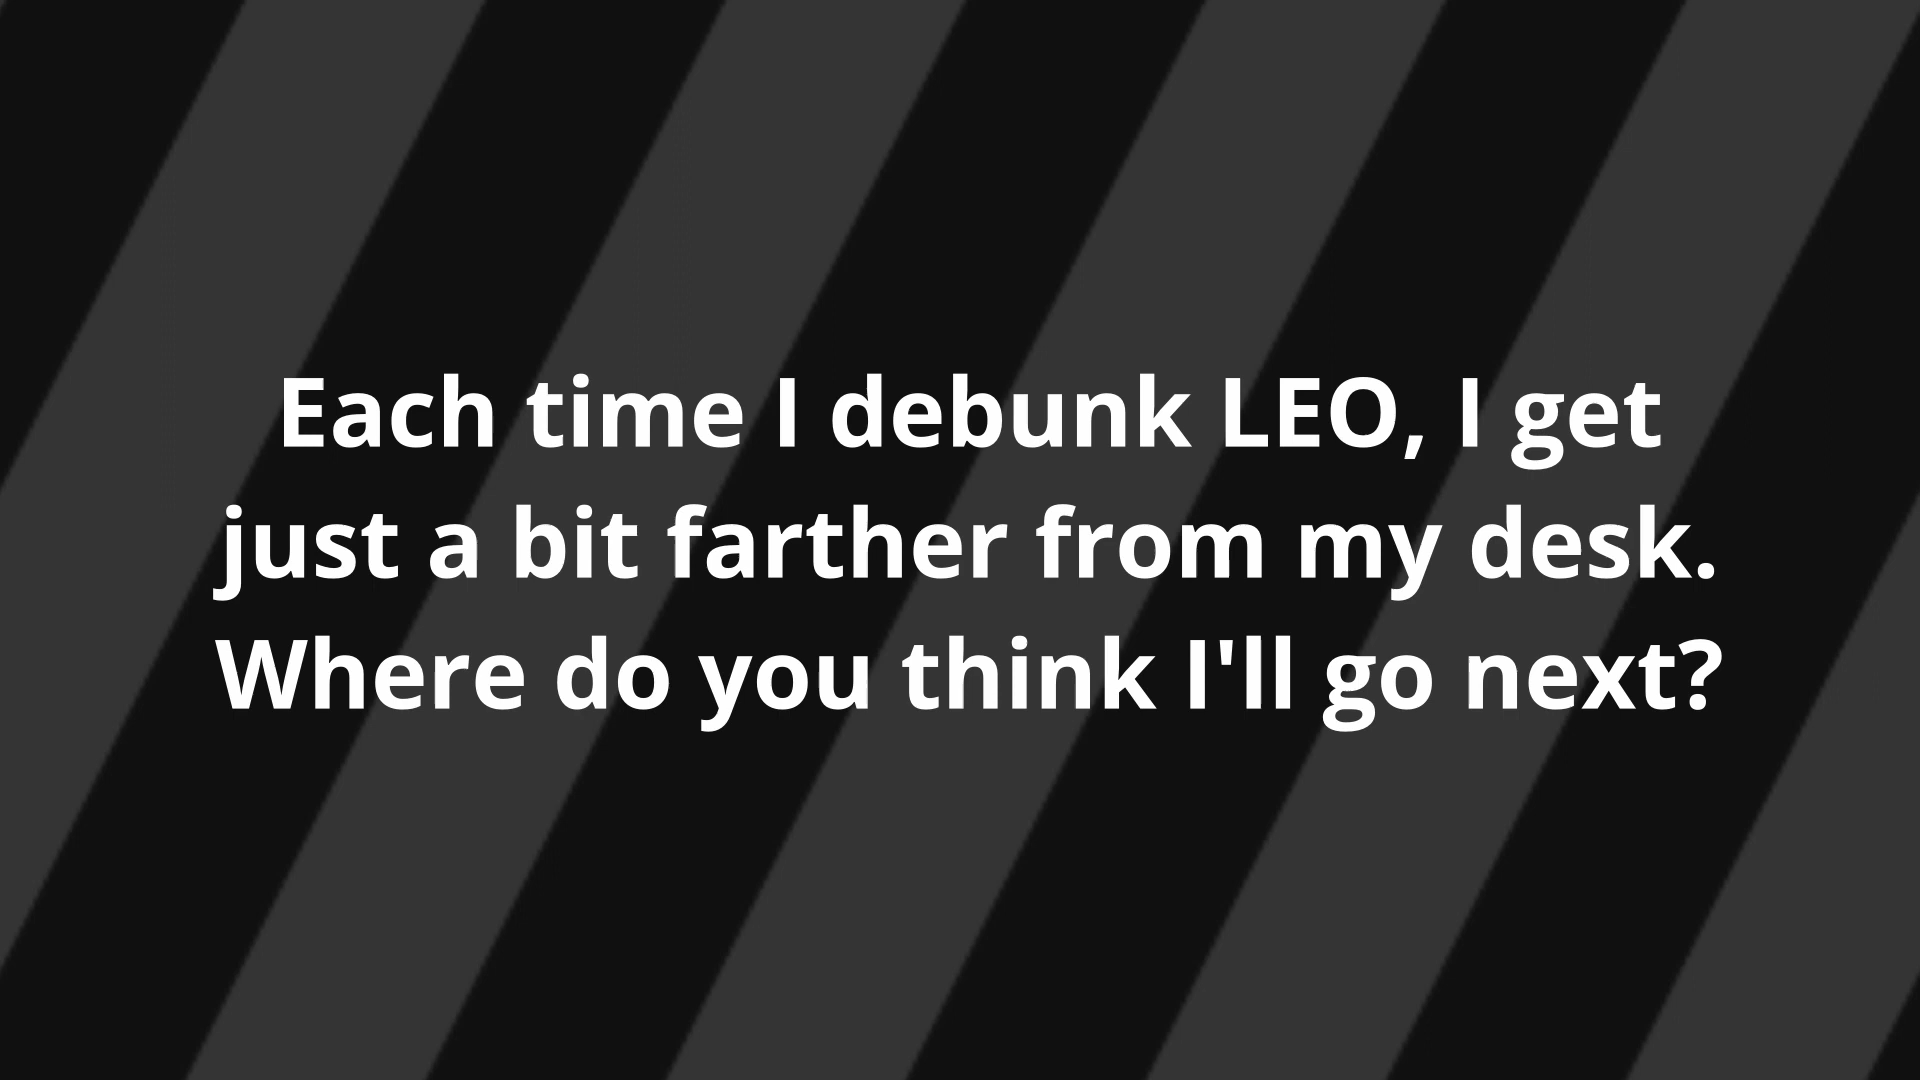 Each time I debunk LEO, I get
just a bit farther from my desk.
Where do you think I'll go next?